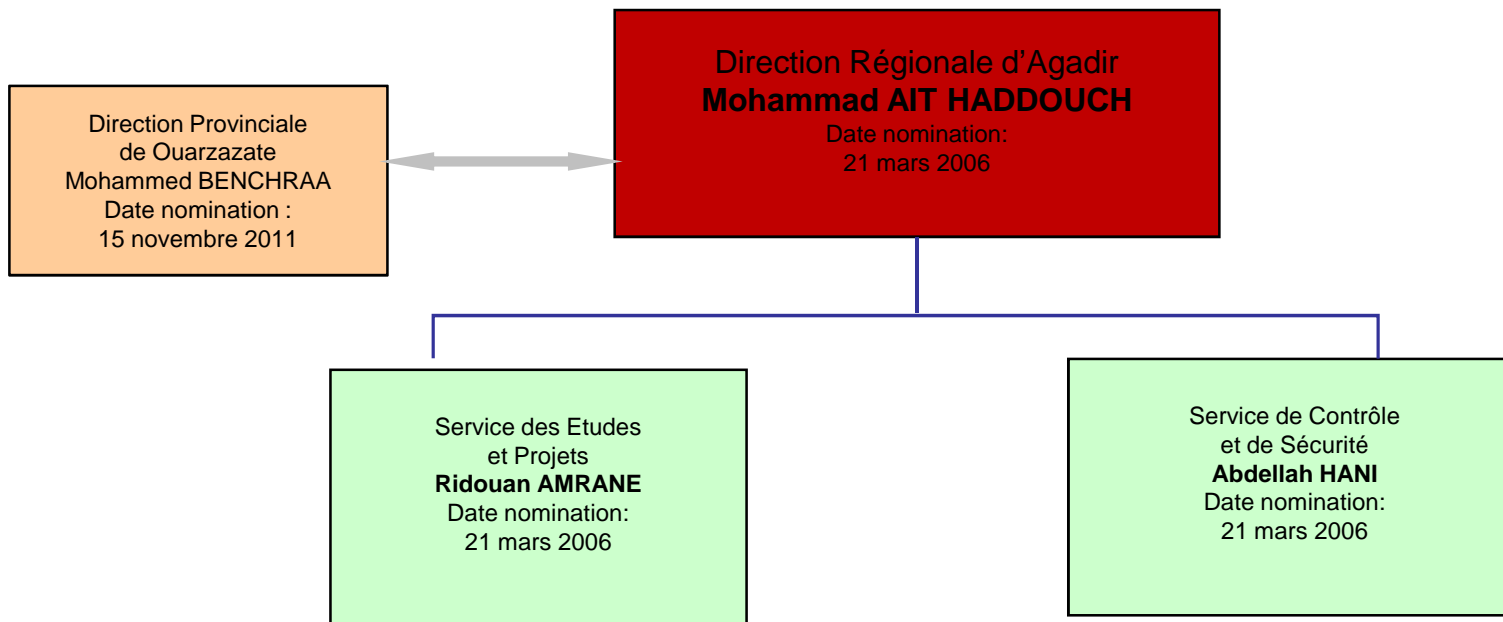 Direction Régionale d’Agadir
Mohammad AIT HADDOUCH
Date nomination:
21 mars 2006
Direction Provinciale
de Ouarzazate
Mohammed BENCHRAA
Date nomination :
15 novembre 2011
Service des Etudes
et Projets
Ridouan AMRANE
Date nomination:
21 mars 2006
Service de Contrôle
et de Sécurité
Abdellah HANI
Date nomination:
21 mars 2006